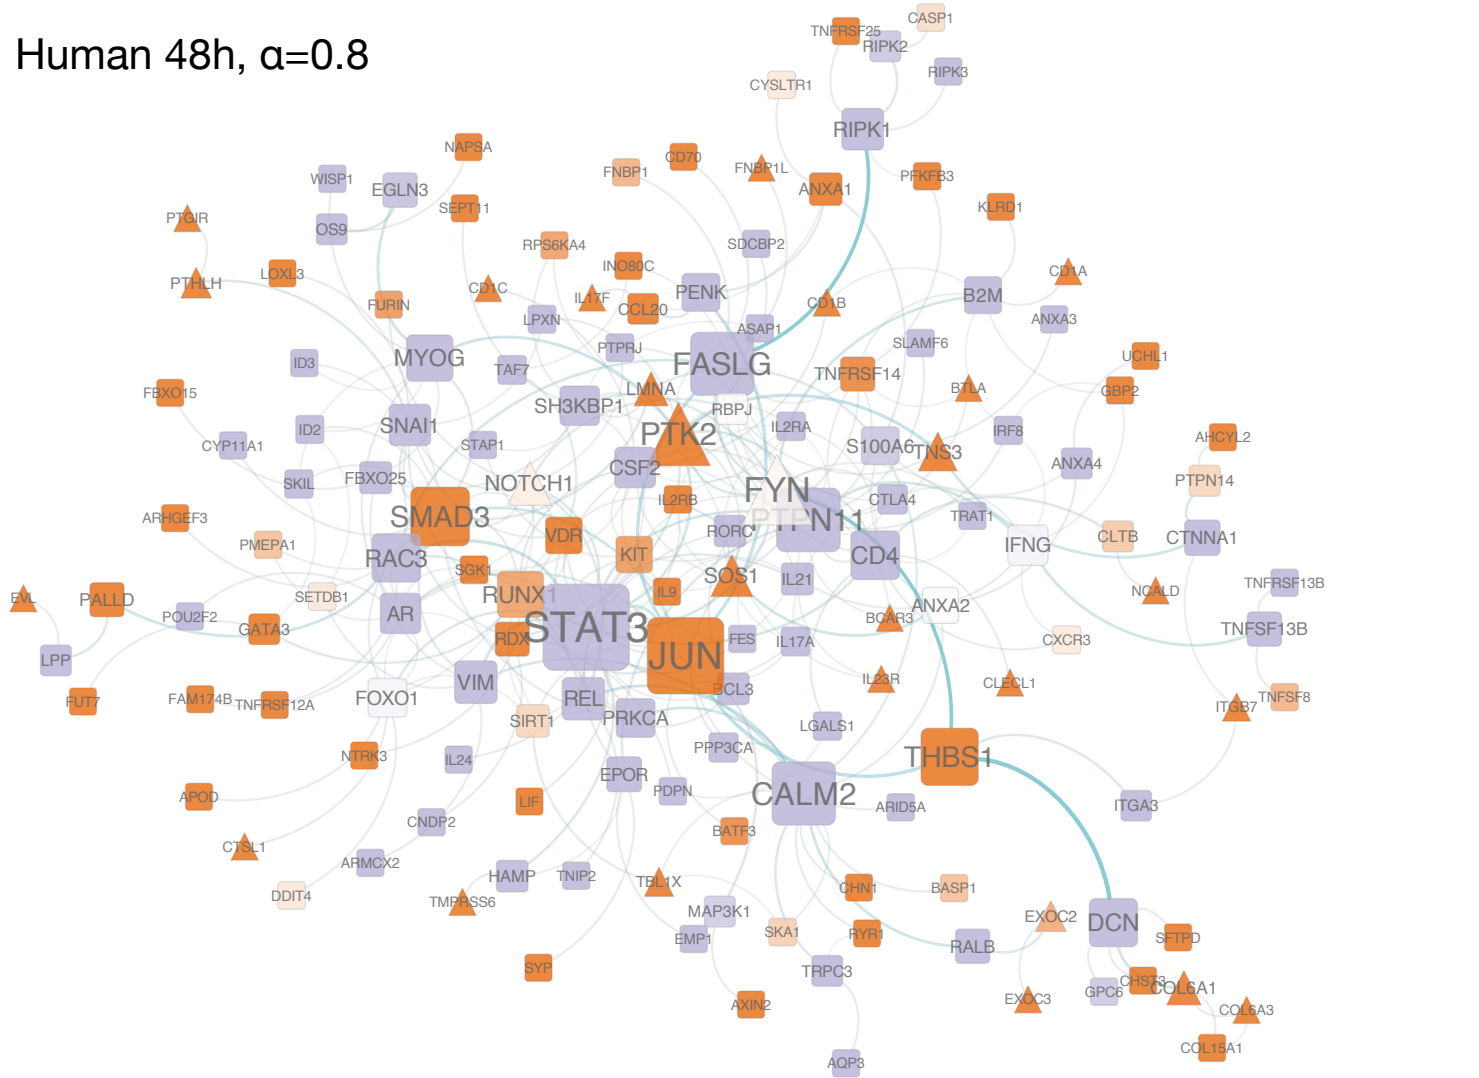 Human 48h, α=0.8
CASP1
TNFRSF25
RIPK2
RIPK3
CYSLTR1
RIPK1
NAPSA
CD70
FNBP1
FNBP1L
PFKFB3
WISP1
EGLN3
ANXA1
SEPT11
KLRD1
PTGIR
OS9
RPS6KA4
SDCBP2
INO80C
LOXL3
CD1A
PTHLH
CD1C
PENK
B2M
IL17F
CD1B
FURIN
CCL20
LPXN
ANXA3
ASAP1
SLAMF6
PTPRJ
MYOG
UCHL1
ID3
FASLG
TAF7
TNFRSF14
LMNA
BTLA
GBP2
FBXO15
SH3KBP1
RBPJ
SNAI1
IL2RA
ID2
IRF8
PTK2
CYP11A1
STAP1
S100A6
TNS3
AHCYL2
ANXA4
CSF2
FBXO25
SKIL
NOTCH1
PTPN14
FYN
IL2RB
CTLA4
SMAD3
ARHGEF3
PTPN11
TRAT1
RORC
VDR
CLTB
CTNNA1
PMEPA1
IFNG
RAC3
KIT
CD4
SGK1
SOS1
IL21
TNFRSF13B
RUNX1
IL9
NCALD
EVL
PALLD
SETDB1
ANXA2
AR
POU2F2
BCAR3
GATA3
STAT3
TNFSF13B
RDX
FES
IL17A
CXCR3
JUN
LPP
VIM
IL23R
CLECL1
BCL3
FUT7
FAM174B
FOXO1
REL
TNFSF8
TNFRSF12A
ITGB7
PRKCA
SIRT1
LGALS1
PPP3CA
NTRK3
IL24
THBS1
EPOR
PDPN
CALM2
APOD
LIF
ARID5A
ITGA3
CNDP2
BATF3
CTSL1
ARMCX2
HAMP
TNIP2
TBL1X
CHN1
BASP1
DDIT4
TMPRSS6
MAP3K1
EXOC2
DCN
SKA1
RYR1
EMP1
RALB
SFTPD
SYP
TRPC3
CHST3
GPC6
COL6A1
EXOC3
AXIN2
COL6A3
COL15A1
AQP3